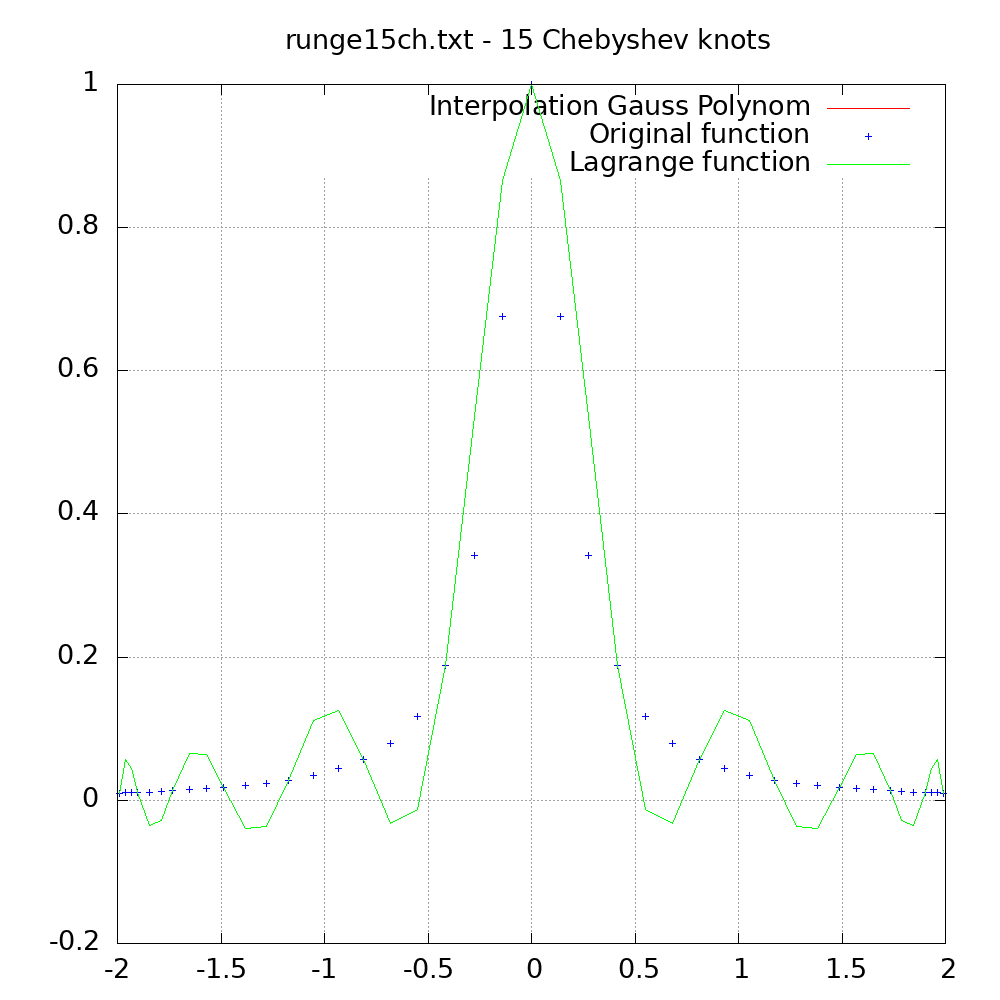 runge15ch.txt - 15 Chebyshev knots
1
0.8
0.6
0.4
0.2
0
-0.2
Interpolation Gauss Polynom
Original function
Lagrange function
-2 -1.5 -1 -0.5 0 0.5 1 1.5 2